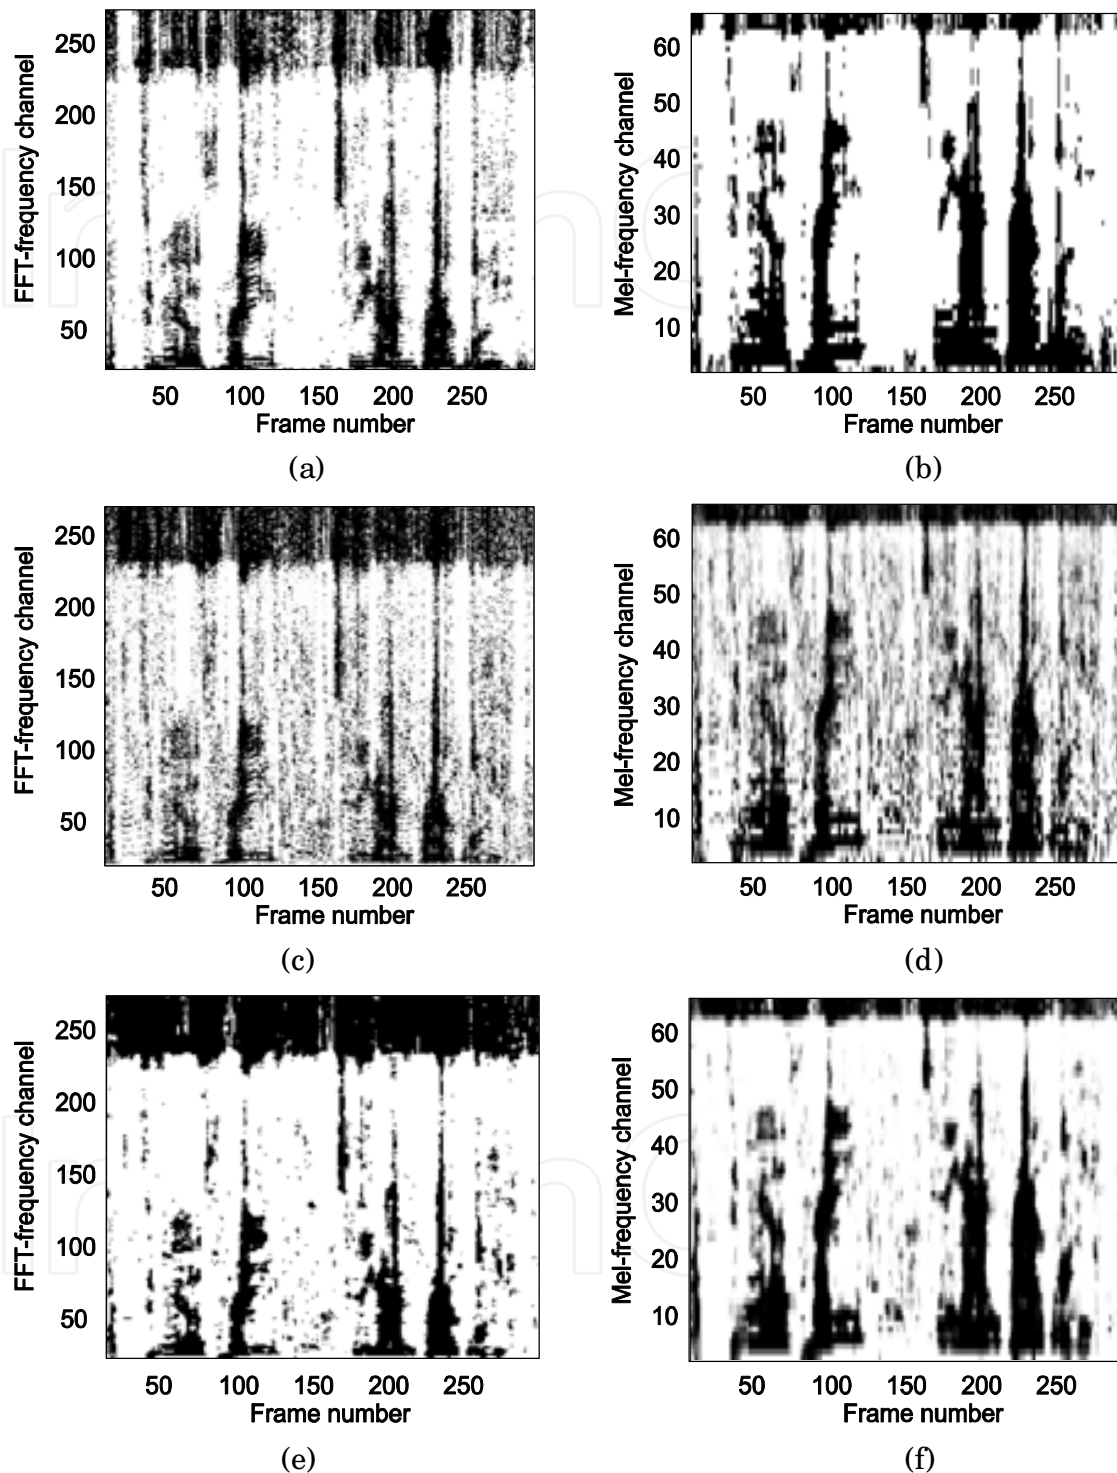 250
200
150
100
50
FFT-frequency channel
50 100 150 200 250
Frame number
(a)
60
50
40
30
20
10
Mel-frequency channel
50 100 150 200 250
Frame number
(b)
250
200
150
100
50
FFT-frequency channel
50 100 150 200 250
Frame number
(c)
60
50
40
30
20
10
Mel-frequency channel
50 100 150 200 250
Frame number
(d)
250
200
150
100
50
FFT-frequency channel
50 100 150 200 250
Frame number
(e)
60
50
40
30
20
10
Mel-frequency channel
50 100 150 200 250
Frame number
(f)